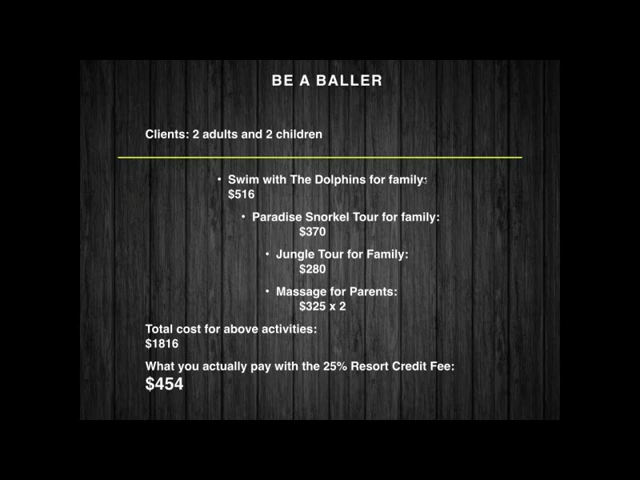 BE A BALLER
Clients: 2 adults and 2 children
• Swim with The Dolphins for family:
$516
• Paradise Snorkel Tour for family:
$370
• Jungle Tour for Family:
$280
• Massage for Parents:
$325 x 2
Total cost for above activities:
$1816
What you actually pay with the 25% Resort Credit Fee:
$454